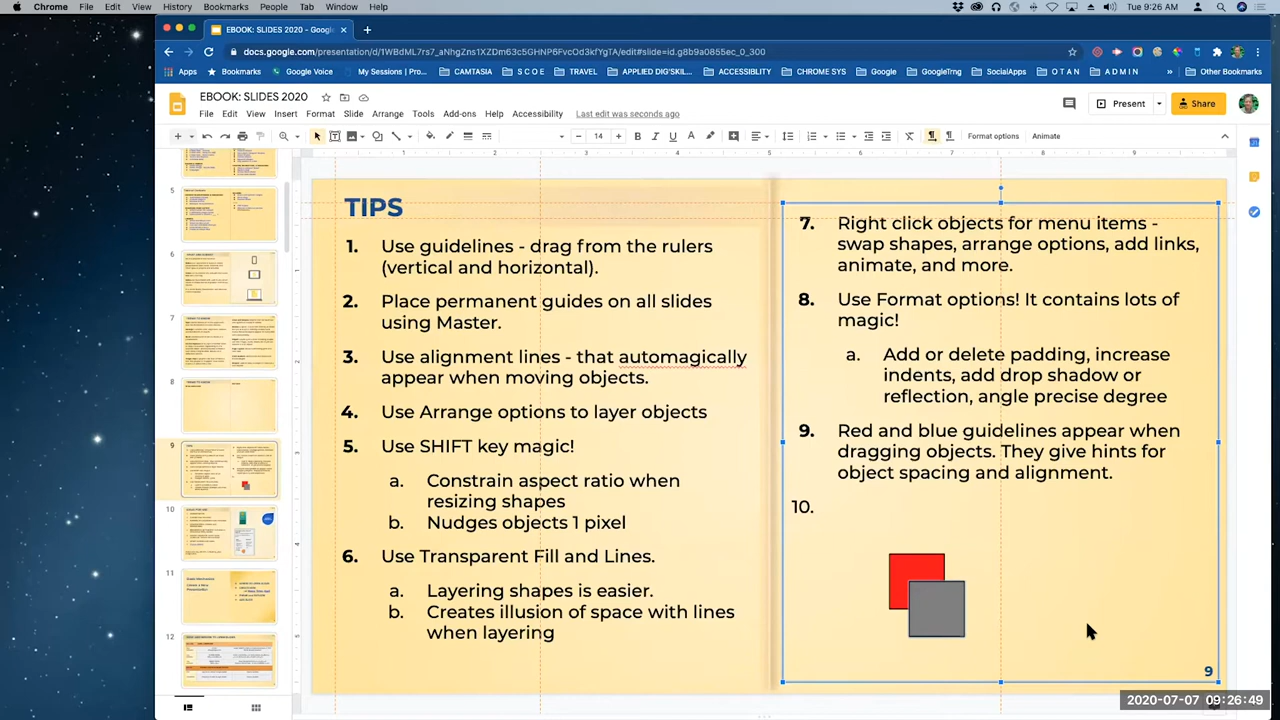 Chrome File Edit View History Bookmarks People Tab Window Help
Tue 9:26 AM
EBOOK: SLIDES 2020 - Google
docs.google.com/presentation/d/1WBdML7rs7_aNhgZns1XZDm63c5GHNP6FvcOd3kfYgTA/edit#slide=id.g8b9a0855ec_0_300
Apps Bookmarks Google Voice My Sessions | Pro... CAMTASIA S C O E TRAVEL APPLIED DIG'SKIL... ACCESSIBLITY CHROME SYS Google GoogleTrng SocialApps O T A N A D M I N » Other Bookmarks
EBOOK: SLIDES 2020
File Edit View Insert Format Slide Arrange Tools Add-ons Help Accessibility Last edit was seconds ago
Present Share
14 B I U A Format options Animate
5
6
7
8
9
10
11
12
TIPS
1. Use guidelines - drag from the rulers
(vertical and horizontal).
2. Place permanent guides on all slides
using Master.
3. Use alignment lines - that automagically
appear when moving objects.
4. Use Arrange options to layer objects
5. Use SHIFT key magic!
a. Constrain aspect ratio when
resizing shapes
b. Nudges objects 1 pixel
6. Use Transparent Fill and Lines.
a. Layering shapes is easier.
b. Creates illusion of space with lines
when layering
7. Right click objects for menu items -
swap shapes, arrange options, add links,
animate, and more.
8. Use Format options! It contains lots of
magic!
a. Add or delete padding, increase
indents, add drop shadow or
reflection, angle precise degree
9. Red and blue guidelines appear when
dragging objects. They give hints for
object spacing and alignment.
10.
9
2020-07-07 09:26:49